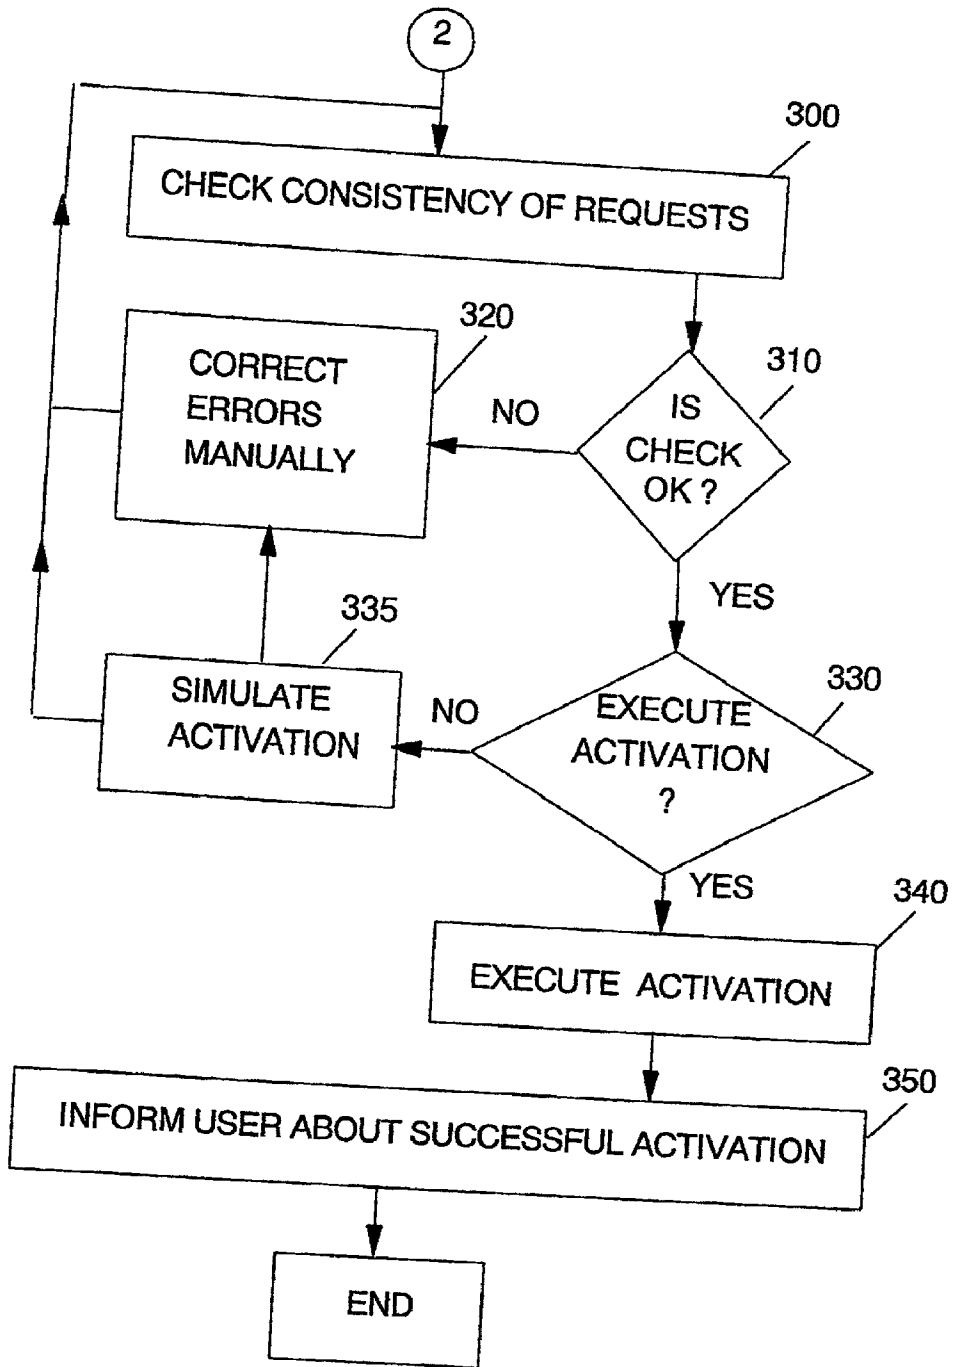 2
300
CHECK CONSISTENCY OF REQUESTS
320
CORRECT
ERRORS
MANUALLY
NO
310
IS
CHECK
OK ?
YES
335
SIMULATE
ACTIVATION
NO
330
EXECUTE
ACTIVATION
?
YES
340
EXECUTE ACTIVATION
350
INFORM USER ABOUT SUCCESSFUL ACTIVATION
END